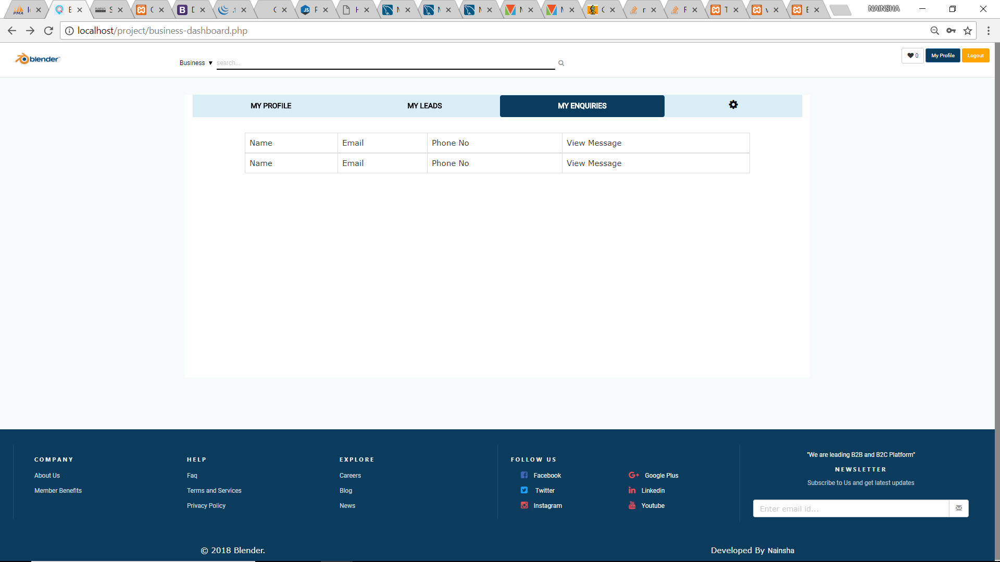 NAINSHA
localhost/project/business-dashboard.php
blender
Business ▼ search...
0
My Profile
Logout
MY PROFILE
MY LEADS
MY ENQUIRIES
Name Email Phone No View Message
Name Email Phone No View Message
COMPANY
About Us
Member Benefits
HELP
Faq
Terms and Services
Privacy Policy
EXPLORE
Careers
Blog
News
FOLLOW US
Facebook
Twitter
Instagram
Google Plus
Linkedin
Youtube
"We are leading B2B and B2C Platform"
NEWSLETTER
Subscribe to Us and get latest updates
Enter email id...
© 2018 Blender.
Developed By Nainsha